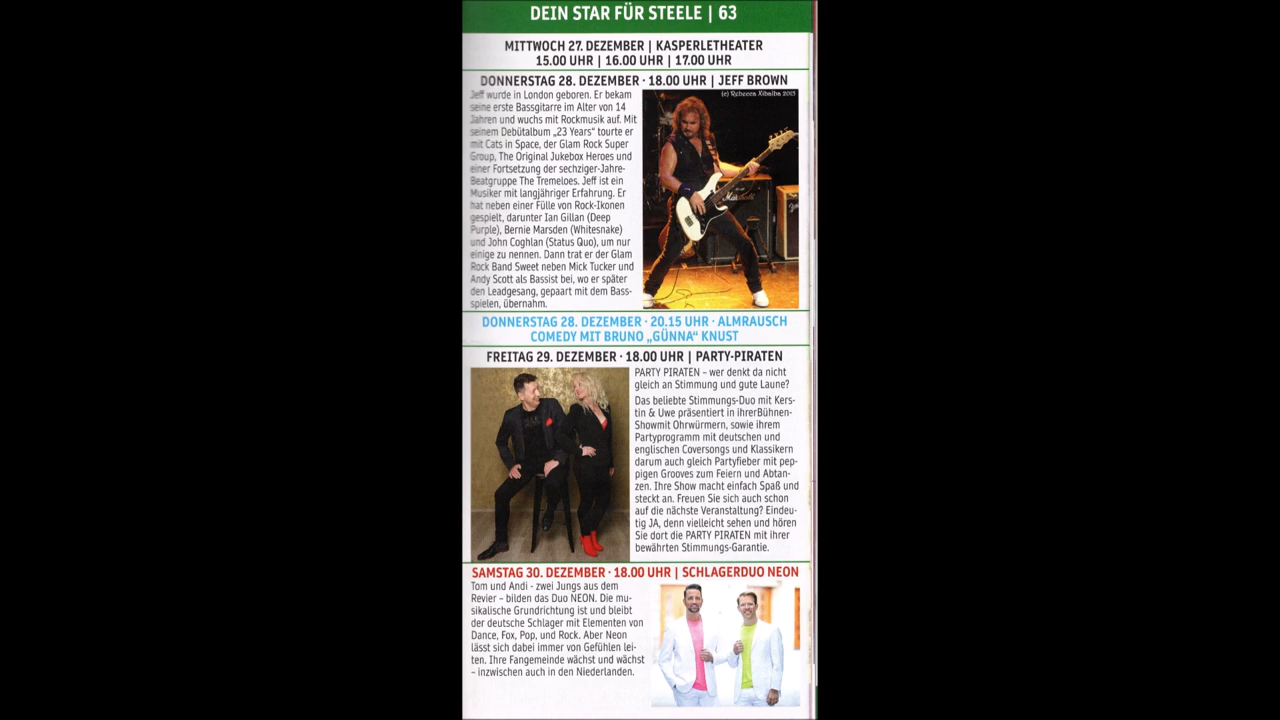 DEIN STAR FÜR STEELE | 63
MITTWOCH 27. DEZEMBER | KASPERLETHEATER
15.00 UHR | 16.00 UHR | 17.00 UHR
DONNERSTAG 28. DEZEMBER · 18.00 UHR | JEFF BROWN
Jeff wurde in London geboren. Er bekam
seine erste Bassgitarre im Alter von 14
Jahren und wuchs mit Rockmusik auf. Mit
seinem Debütalbum „23 Years“ tourte er
mit Cats in Space, der Glam Rock Super
Group, The Original Jukebox Heroes und
einer Fortsetzung der sechziger-Jahre-
Beatgruppe The Tremeloes. Jeff ist ein
Musiker mit langjähriger Erfahrung. Er
hat neben einer Fülle von Rock-Ikonen
gespielt, darunter Ian Gillan (Deep
Purple), Bernie Marsden (Whitesnake)
und John Coghlan (Status Quo), um nur
einige zu nennen. Dann trat er der Glam
Rock Band Sweet neben Mick Tucker und
Andy Scott als Bassist bei, wo er später
den Leadgesang, gepaart mit dem Bass-
spielen, übernahm.
(c) Rebecca Xibalba 2013
Marshall
DONNERSTAG 28. DEZEMBER · 20.15 UHR · ALMRAUSCH
COMEDY MIT BRUNO „GÜNNA“ KNUST
FREITAG 29. DEZEMBER · 18.00 UHR | PARTY-PIRATEN
PARTY PIRATEN – wer denkt da nicht
gleich an Stimmung und gute Laune?
Das beliebte Stimmungs-Duo mit Kers-
tin & Uwe präsentiert in ihrerBühnen-
Showmit Ohrwürmern, sowie ihrem
Partyprogramm mit deutschen und
englischen Coversongs und Klassikern
darum auch gleich Partyfieber mit pep-
pigen Grooves zum Feiern und Abtan-
zen. Ihre Show macht einfach Spaß und
steckt an. Freuen Sie sich auch schon
auf die nächste Veranstaltung? Eindeu-
tig JA, denn vielleicht sehen und hören
Sie dort die PARTY PIRATEN mit ihrer
bewährten Stimmungs-Garantie.
SAMSTAG 30. DEZEMBER · 18.00 UHR | SCHLAGERDUO NEON
Tom und Andi - zwei Jungs aus dem
Revier – bilden das Duo NEON. Die mu-
sikalische Grundrichtung ist und bleibt
der deutsche Schlager mit Elementen von
Dance, Fox, Pop, und Rock. Aber Neon
lässt sich dabei immer von Gefühlen lei-
ten. Ihre Fangemeinde wächst und wächst
– inzwischen auch in den Niederlanden.